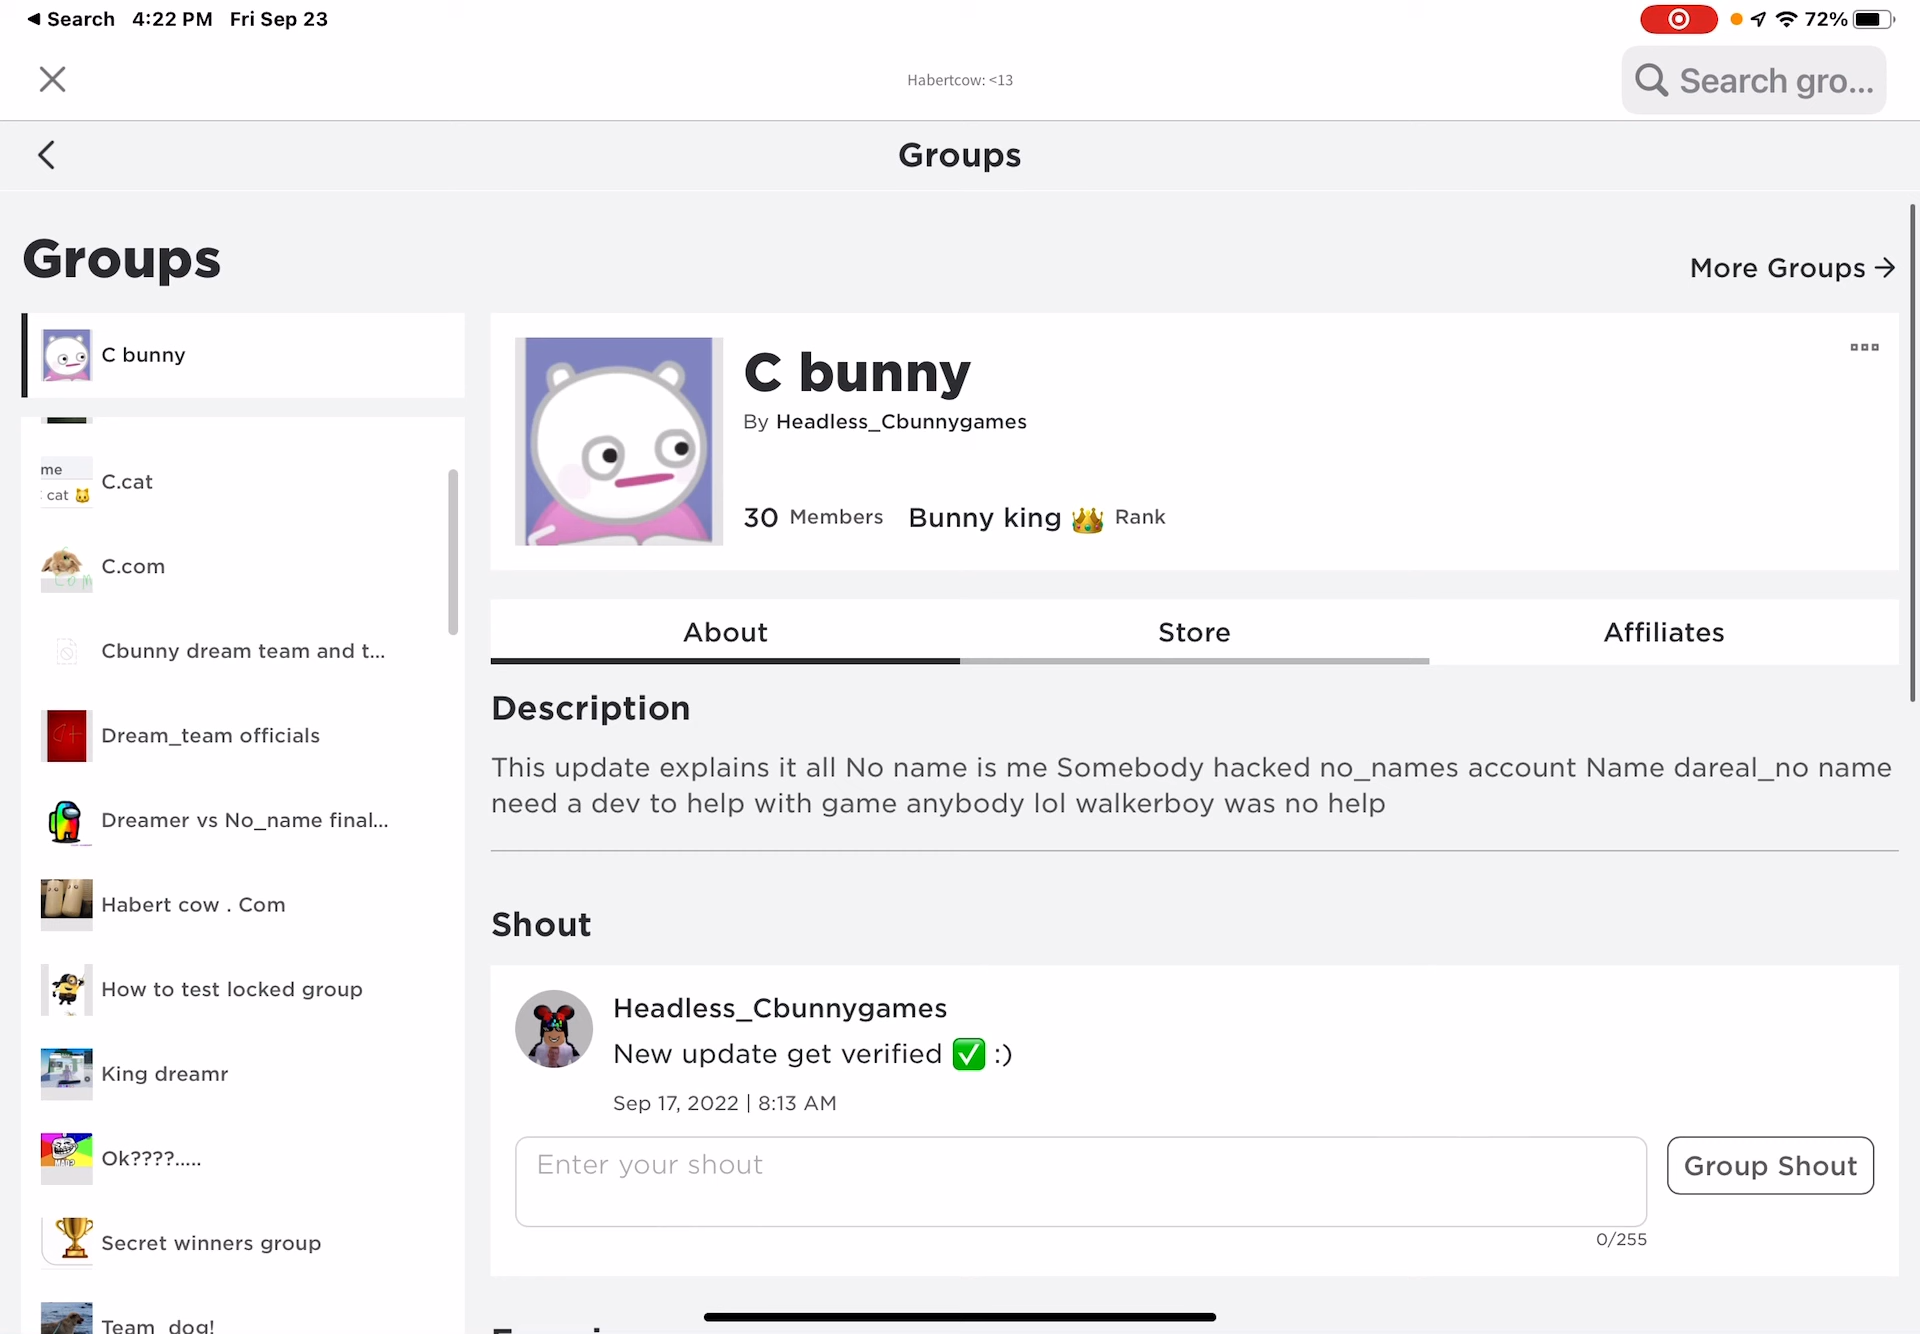 Search 4:22 PM Fri Sep 23
72%
Habertcow: <13
Search gro...
Groups
Groups
More Groups →
C bunny
me
cat 🐱 C.cat
C.com
Cbunny dream team and t...
Dream_team officials
Dreamer vs No_name final...
Habert cow . Com
How to test locked group
King dreamr
MAD?
Ok????.....
Secret winners group
Team_dog!
C bunny
By Headless_Cbunnygames
30 Members Bunny king 👑 Rank
About Store Affiliates
Description
This update explains it all No name is me Somebody hacked no_names account Name dareal_no name
need a dev to help with game anybody lol walkerboy was no help
Shout
Headless_Cbunnygames
New update get verified ✅ :)
Sep 17, 2022 | 8:13 AM
Enter your shout
Group Shout
0/255